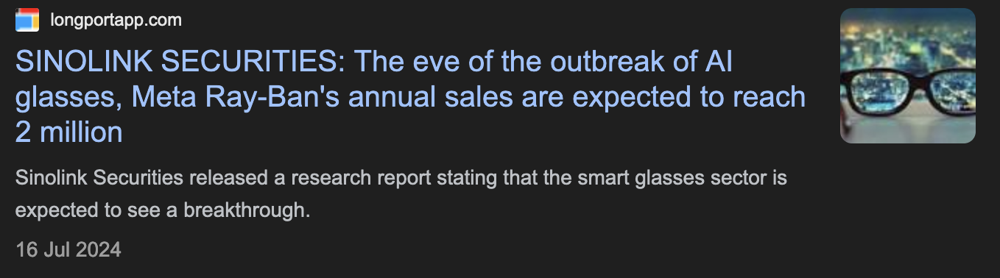 longportapp.com
SINOLINK SECURITIES: The eve of the outbreak of AI
glasses, Meta Ray-Ban's annual sales are expected to reach
2 million
Sinolink Securities released a research report stating that the smart glasses sector is
expected to see a breakthrough.
16 Jul 2024